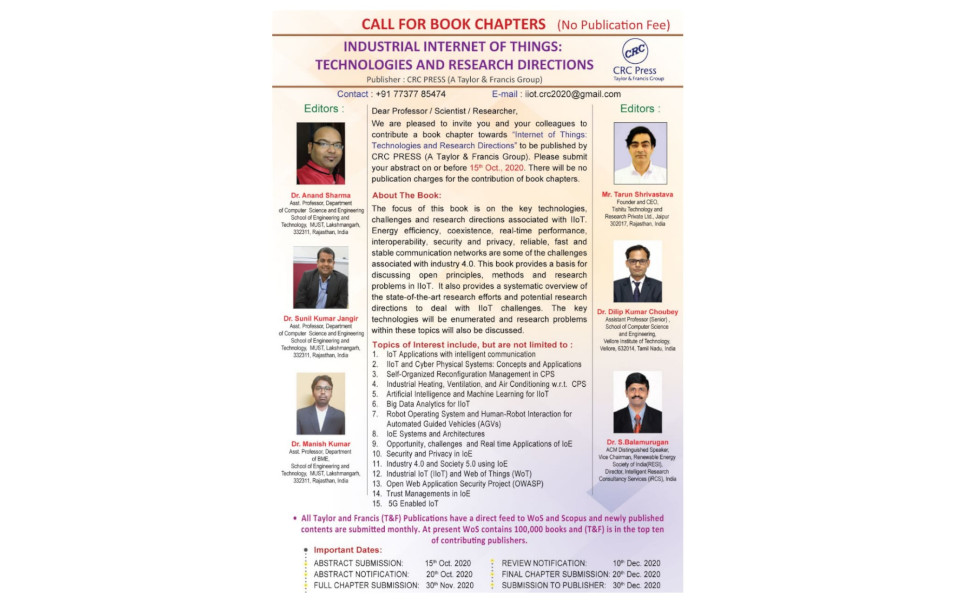 CALL FOR BOOK CHAPTERS (No Publication Fee)
INDUSTRIAL INTERNET OF THINGS:
TECHNOLOGIES AND RESEARCH DIRECTIONS
Publisher : CRC PRESS (A Taylor & Francis Group)
CRC
CRC Press
Taylor & Francis Group
Contact : +91 77377 85474
E-mail : iiot.crc2020@gmail.com
Editors :
Dr. Anand Sharma
Asst. Professor, Department
of Computer Science and Engineering
School of Engineering and
Technology, MUST, Lakshmangarh,
332311, Rajasthan, India
Dr. Sunil Kumar Jangir
Asst. Professor, Department
of Computer Science and Engineering
School of Engineering and
Technology, MUST, Lakshmangarh,
332311, Rajasthan, India
Dr. Manish Kumar
Asst. Professor, Department
of BME,
School of Engineering and
Technology, MUST, Lakshmangarh,
332311, Rajasthan, India
Dear Professor / Scientist / Researcher,
We are pleased to invite you and your colleagues to
contribute a book chapter towards "Internet of Things:
Technologies and Research Directions" to be published by
CRC PRESS (A Taylor & Francis Group). Please submit
your abstract on or before 15th Oct., 2020. There will be no
publication charges for the contribution of book chapters.
About The Book:
The focus of this book is on the key technologies,
challenges and research directions associated with IIoT.
Energy efficiency, coexistence, real-time performance,
interoperability, security and privacy, reliable, fast and
stable communication networks are some of the challenges
associated with industry 4.0. This book provides a basis for
discussing open principles, methods and research
problems in IIoT. It also provides a systematic overview of
the state-of-the-art research efforts and potential research
directions to deal with IIoT challenges. The key
technologies will be enumerated and research problems
within these topics will also be discussed.
Topics of Interest include, but are not limited to :
1. IoT Applications with intelligent communication
2. IIoT and Cyber Physical Systems: Concepts and Applications
3. Self-Organized Reconfiguration Management in CPS
4. Industrial Heating, Ventilation, and Air Conditioning w.r.t. CPS
5. Artificial Intelligence and Machine Learning for IIoT
6. Big Data Analytics for IIoT
7. Robot Operating System and Human-Robot Interaction for
Automated Guided Vehicles (AGVs)
8. IoE Systems and Architectures
9. Opportunity, challenges and Real time Applications of IoE
10. Security and Privacy in IoE
11. Industry 4.0 and Society 5.0 using IoE
12. Industrial IoT (IIoT) and Web of Things (WoT)
13. Open Web Application Security Project (OWASP)
14. Trust Managements in IoE
15. 5G Enabled IoT
Editors :
Mr. Tarun Shrivastava
Founder and CEO,
Tishitu Technology and
Research Private Ltd., Jaipur
302017, Rajasthan, India
Dr. Dilip Kumar Choubey
Assistant Professor (Senior) ,
School of Computer Science
and Engineering,
Vellore Institute of Technology,
Vellore, 632014, Tamil Nadu, India
Dr. S.Balamurugan
ACM Distinguished Speaker,
Vice Chairman, Renewable Energy
Society of India(RESI),
Director, Intelligent Research
Consultancy Services (iRCS), India
• All Taylor and Francis (T&F) Publications have a direct feed to WoS and Scopus and newly published
contents are submitted monthly. At present WoS contains 100,000 books and (T&F) is in the top ten
of contributing publishers.
Important Dates:
ABSTRACT SUBMISSION: 15th Oct. 2020
ABSTRACT NOTIFICATION: 20th Oct. 2020
FULL CHAPTER SUBMISSION: 30th Nov. 2020
REVIEW NOTIFICATION: 10th Dec. 2020
FINAL CHAPTER SUBMISSION: 20th Dec. 2020
SUBMISSION TO PUBLISHER: 30th Dec. 2020